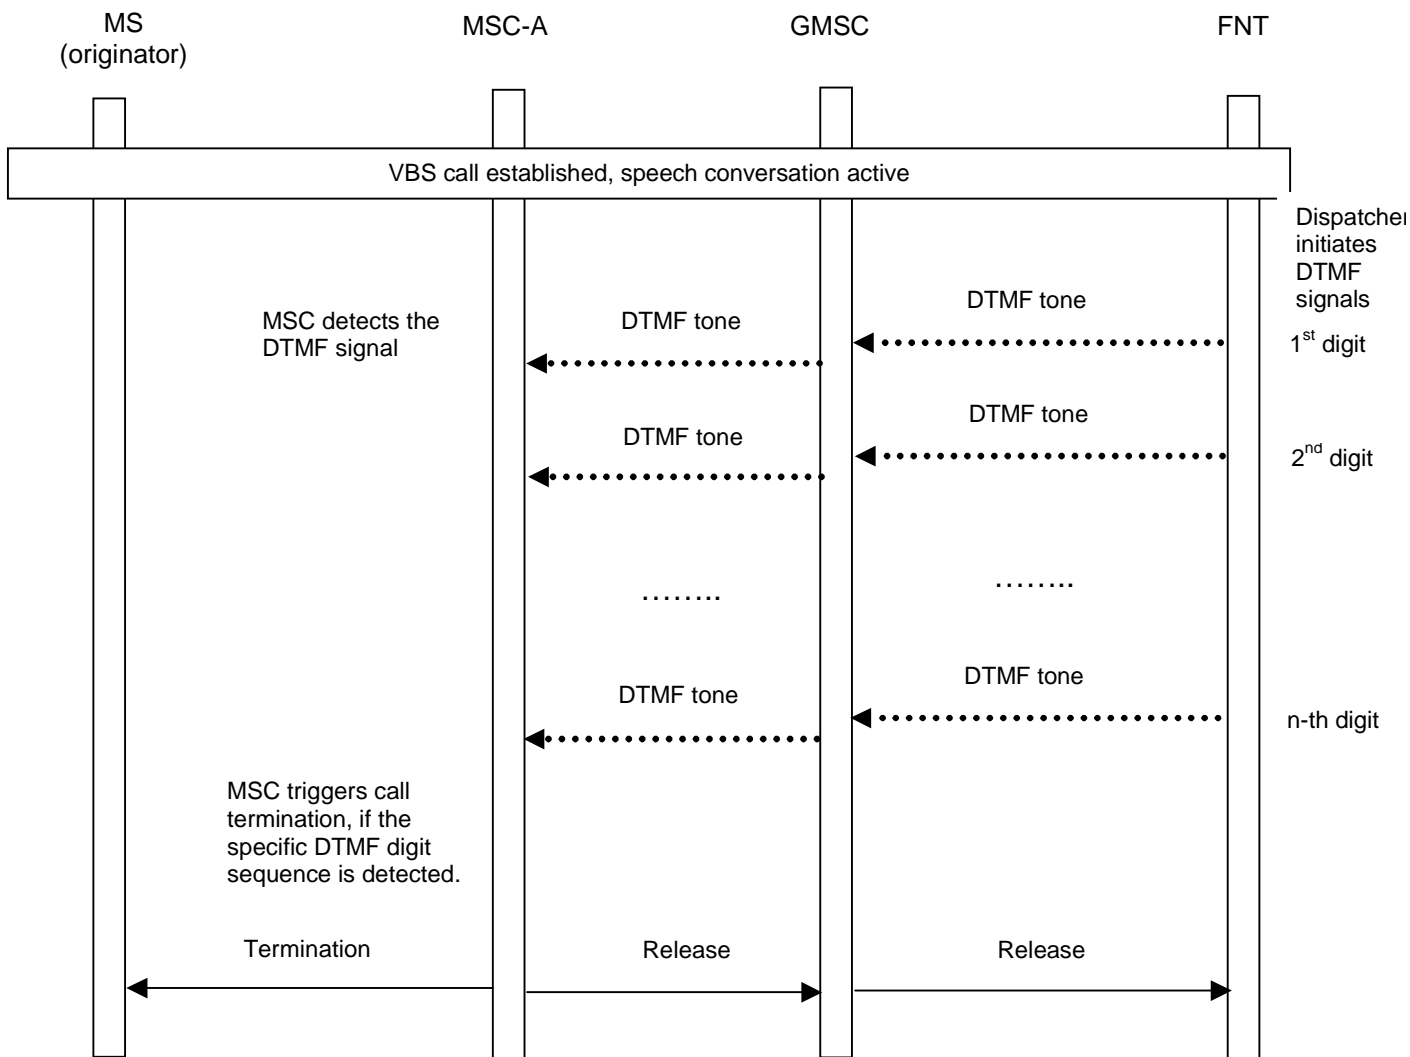 MS
(originator)
MSC-A
GMSC
FNT
VBS call established, speech conversation active
Dispatcher
initiates
DTMF
signals
MSC detects the
DTMF signal
DTMF tone
DTMF tone
1st digit
DTMF tone
DTMF tone
2nd digit
........
........
DTMF tone
DTMF tone
n-th digit
MSC triggers call
termination, if the
specific DTMF digit
sequence is detected.
Termination
Release
Release